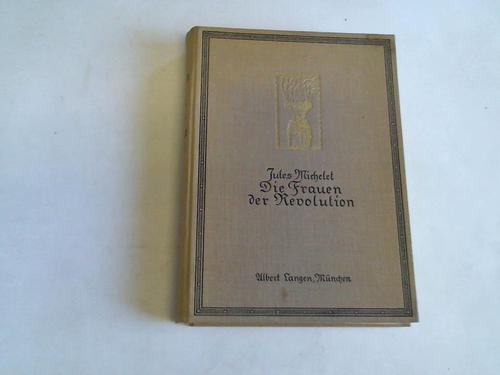 Jules Michelet
Die Frauen
der Revolution
Albert Langen, München